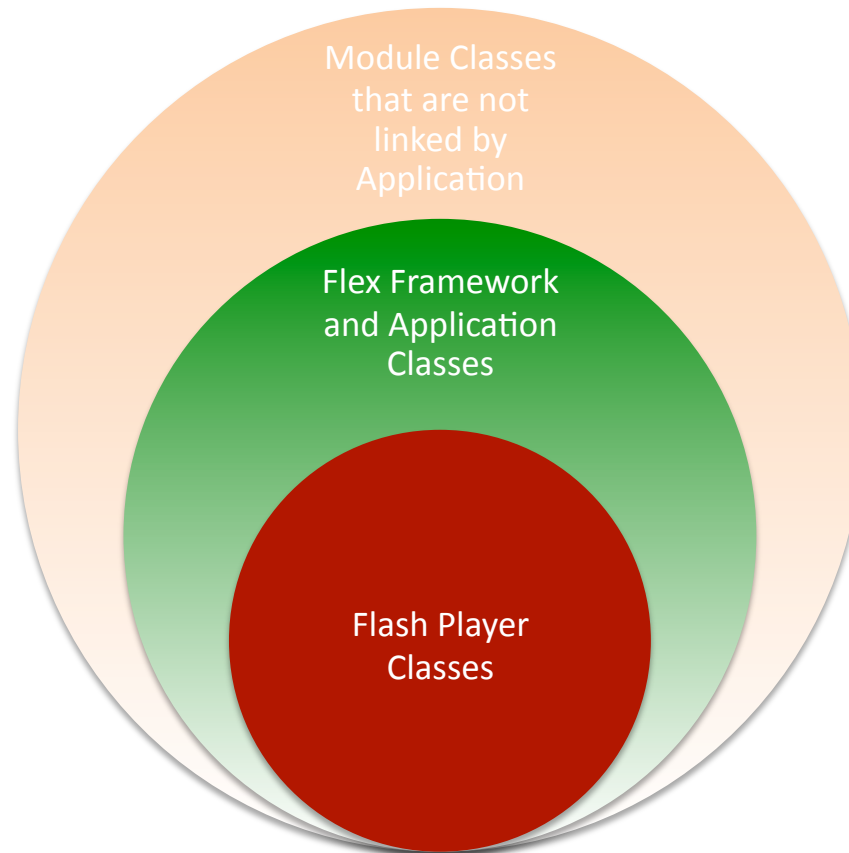 Module Classes
that are not
linked by
Application
Flex Framework
and Application
Classes
Flash Player
Classes